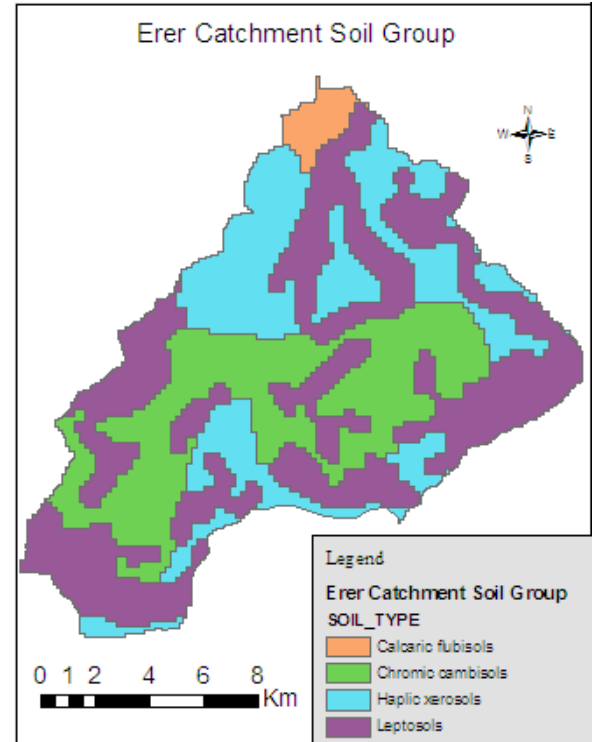 Erer Catchment Soil Group
N
W E
S
0 1 2 4 6 8
Km
Legend
Erer Catchment Soil Group
SOIL_TYPE
Calcaric flubisols
Chromic cambisols
Haplic xerosols
Leptosols